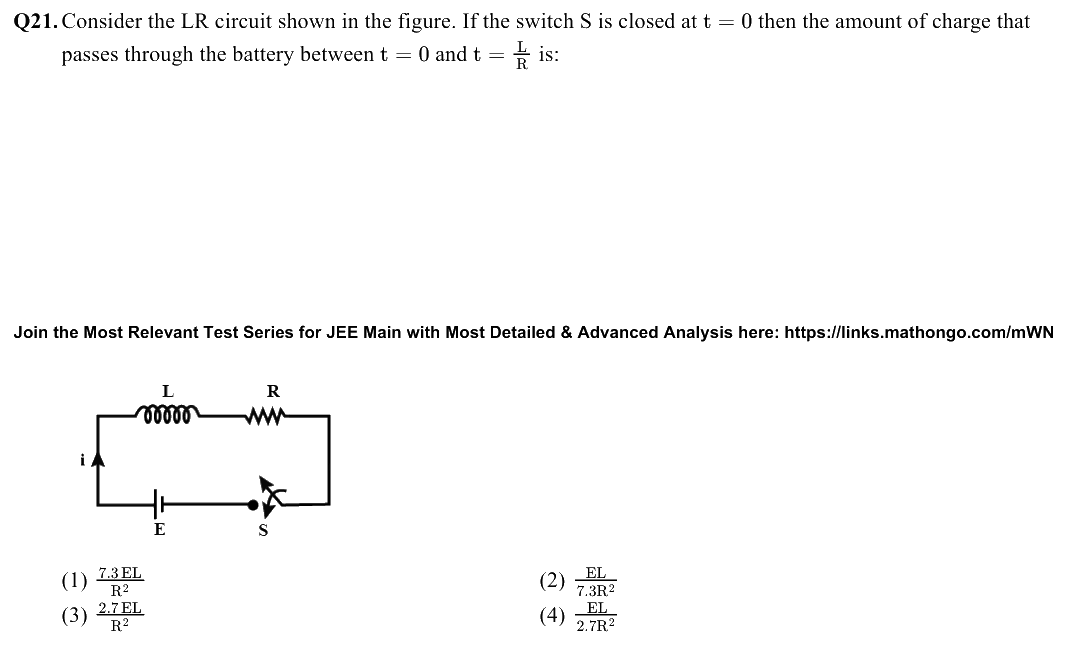 Q21. Consider the LR circuit shown in the figure. If the switch S is closed at t = 0 then the amount of charge that
passes through the battery between t = 0 and t = L/R is:
Join the Most Relevant Test Series for JEE Main with Most Detailed & Advanced Analysis here: https://links.mathongo.com/mWN
L R
i
E S
(1) 7.3 EL/R² (2) EL/7.3R²
(3) 2.7 EL/R² (4) EL/2.7R²